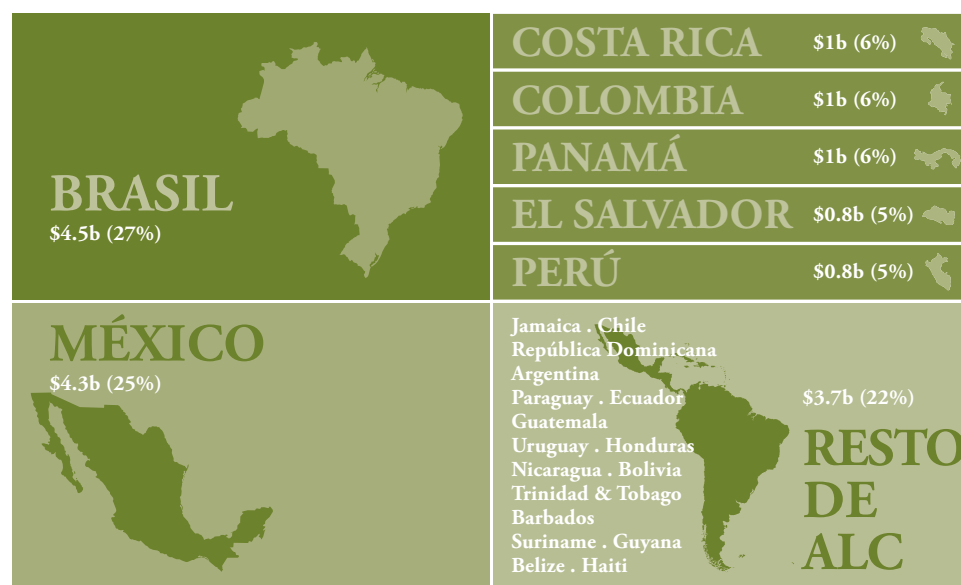 BRASIL
$4.5b (27%)
COSTA RICA $1b (6%)
COLOMBIA $1b (6%)
PANAMÁ $1b (6%)
EL SALVADOR $0.8b (5%)
PERÚ $0.8b (5%)
MÉXICO
$4.3b (25%)
Jamaica . Chile
República Dominicana
Argentina
Paraguay . Ecuador
Guatemala
Uruguay . Honduras
Nicaragua . Bolivia
Trinidad & Tobago
Barbados
Suriname . Guyana
Belize . Haiti
$3.7b (22%)
RESTO
DE
ALC